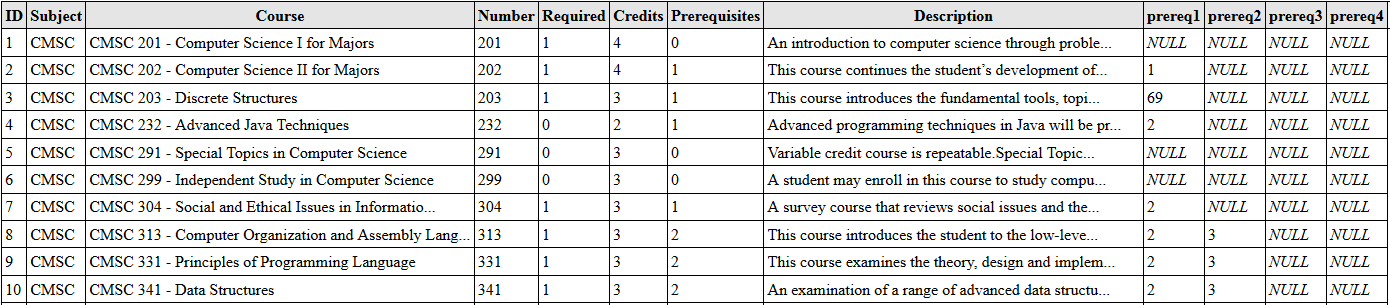 ID Subject Course Number Required Credits Prerequisites Description prereq1 prereq2 prereq3 prereq4
1 CMSC CMSC 201 - Computer Science I for Majors 201 1 4 0 An introduction to computer science through proble... NULL NULL NULL NULL
2 CMSC CMSC 202 - Computer Science II for Majors 202 1 4 1 This course continues the student’s development of... 1 NULL NULL NULL
3 CMSC CMSC 203 - Discrete Structures 203 1 3 1 This course introduces the fundamental tools, topi... 69 NULL NULL NULL
4 CMSC CMSC 232 - Advanced Java Techniques 232 0 2 1 Advanced programming techniques in Java will be pr... 2 NULL NULL NULL
5 CMSC CMSC 291 - Special Topics in Computer Science 291 0 3 0 Variable credit course is repeatable.Special Topic... NULL NULL NULL NULL
6 CMSC CMSC 299 - Independent Study in Computer Science 299 0 3 0 A student may enroll in this course to study compu... NULL NULL NULL NULL
7 CMSC CMSC 304 - Social and Ethical Issues in Informatio... 304 1 3 1 A survey course that reviews social issues and the... 2 NULL NULL NULL
8 CMSC CMSC 313 - Computer Organization and Assembly Lang... 313 1 3 2 This course introduces the student to the low-leve... 2 3 NULL NULL
9 CMSC CMSC 331 - Principles of Programming Language 331 1 3 2 This course examines the theory, design and implem... 2 3 NULL NULL
10 CMSC CMSC 341 - Data Structures 341 1 3 2 An examination of a range of advanced data structu... 2 3 NULL NULL